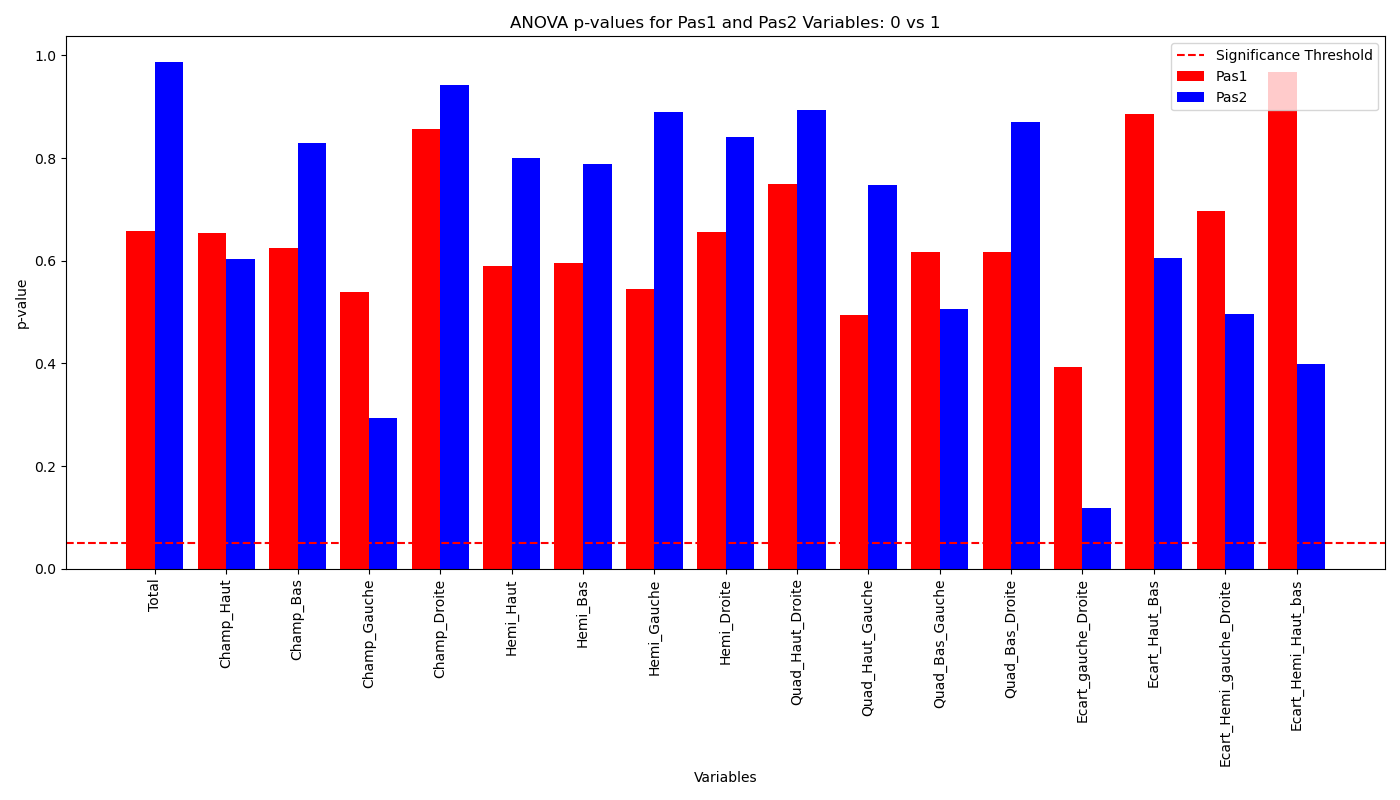 ANOVA p-values for Pas1 and Pas2 Variables: 0 vs 1
Significance Threshold
Pas1
Pas2
p-value
1.0
0.8
0.6
0.4
0.2
0.0
Total
Champ_Haut
Champ_Bas
Champ_Gauche
Champ_Droite
Hemi_Haut
Hemi_Bas
Hemi_Gauche
Hemi_Droite
Quad_Haut_Droite
Quad_Haut_Gauche
Quad_Bas_Gauche
Quad_Bas_Droite
Ecart_gauche_Droite
Ecart_Haut_Bas
Ecart_Hemi_gauche_Droite
Ecart_Hemi_Haut_bas
Variables